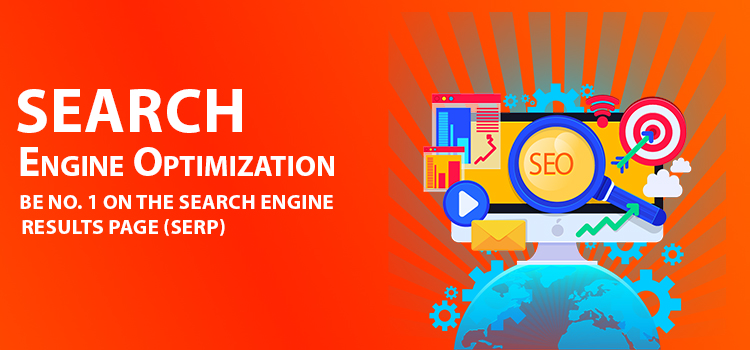 SEARCH
ENGINE OPTIMIZATION
BE NO. 1 ON THE SEARCH ENGINE
RESULTS PAGE (SERP)
SEO